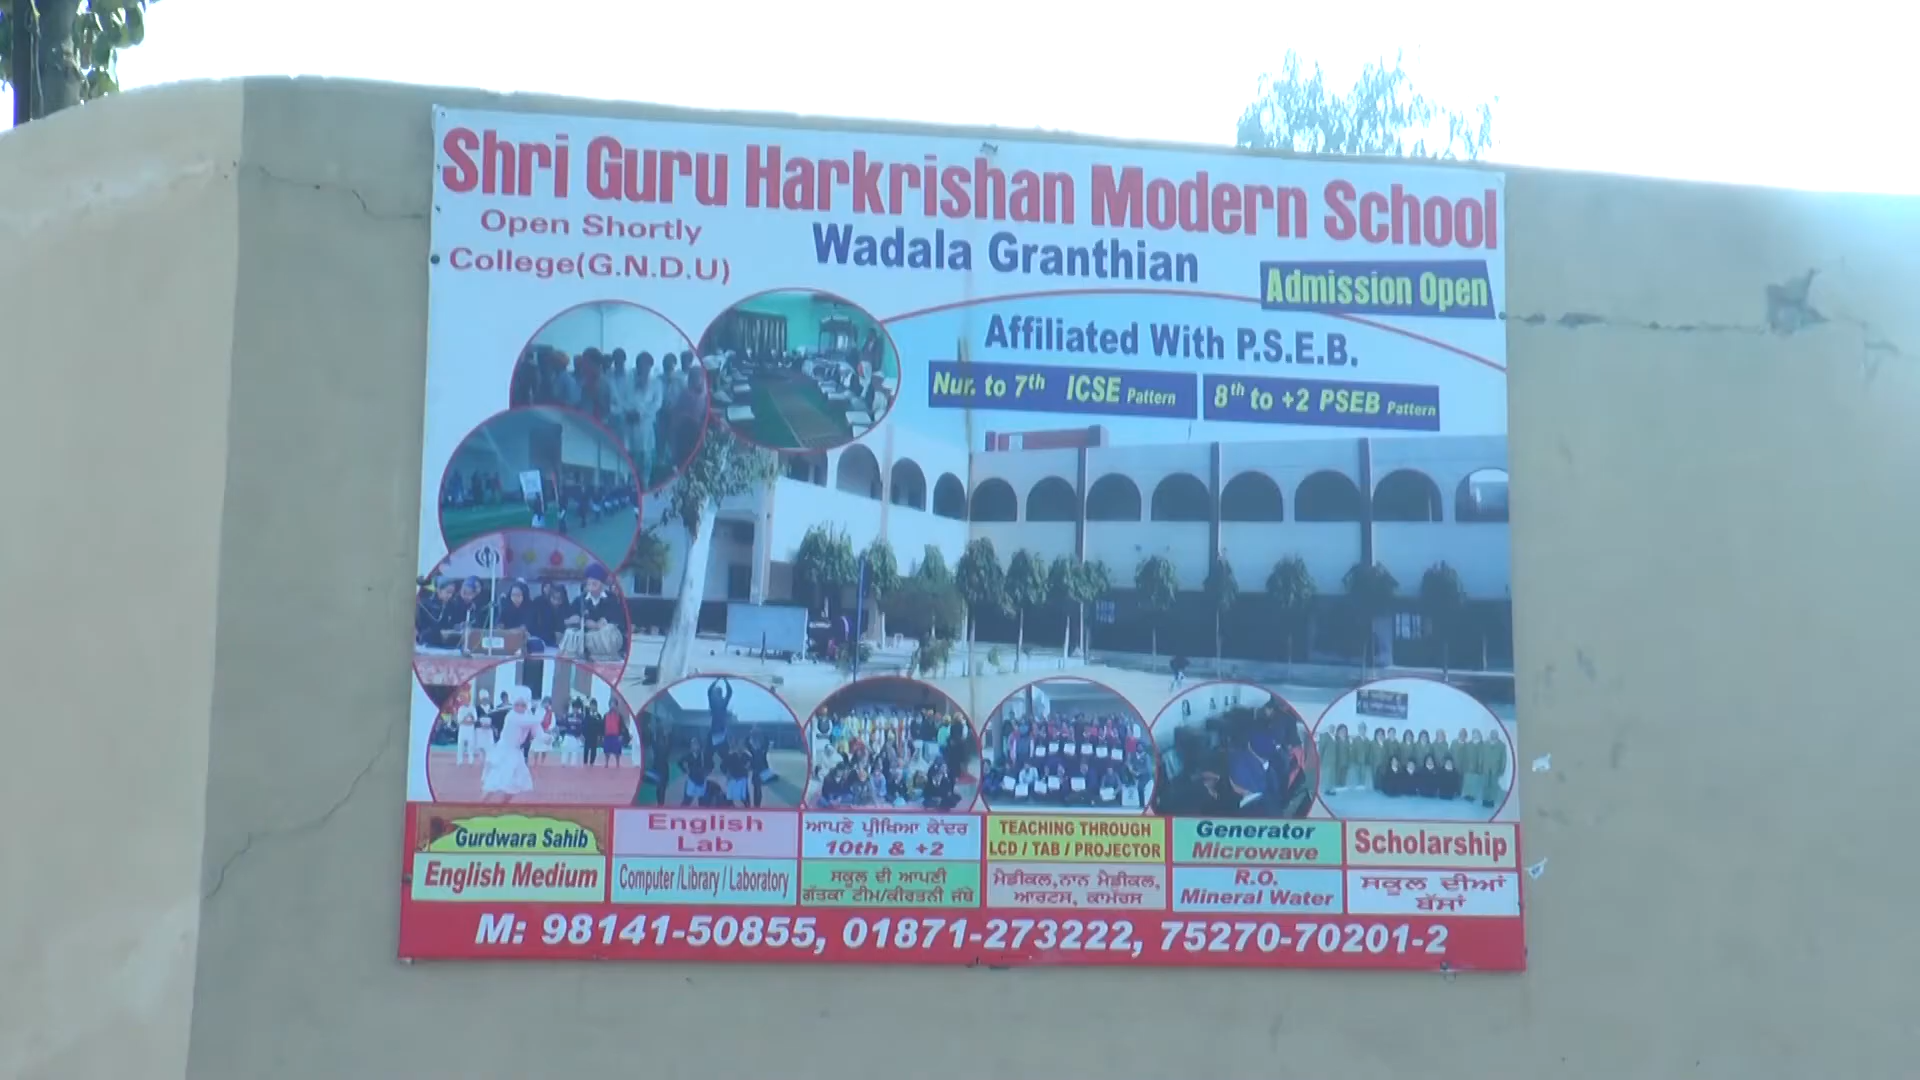 Shri Guru Harkrishan Modern School
Open Shortly
College(G.N.D.U)
Wadala Granthian
Admission Open
Affiliated With P.S.E.B.
Nur. to 7th ICSE Pattern
8th to +2 PSEB Pattern
Gurdwara Sahib
English Medium
English
Lab
Computer /Library / Laboratory
ਆਪਣੇ ਪ੍ਰੀਖਿਆ ਕੇਂਦਰ
10th & +2
ਸਕੂਲ ਦੀ ਆਪਣੀ
ਗੱਤਕਾ ਟੀਮ/ਕੀਰਤਨੀ ਜੱਥੇ
TEACHING THROUGH
LCD / TAB / PROJECTOR
ਮੈਡੀਕਲ,ਨਾਨ ਮੈਡੀਕਲ,
ਆਰਟਸ, ਕਾਮੱਰਸ
Generator
Microwave
R.O.
Mineral Water
Scholarship
ਸਕੂਲ ਦੀਆਂ
ਬੱਸਾਂ
M: 98141-50855, 01871-273222, 75270-70201-2